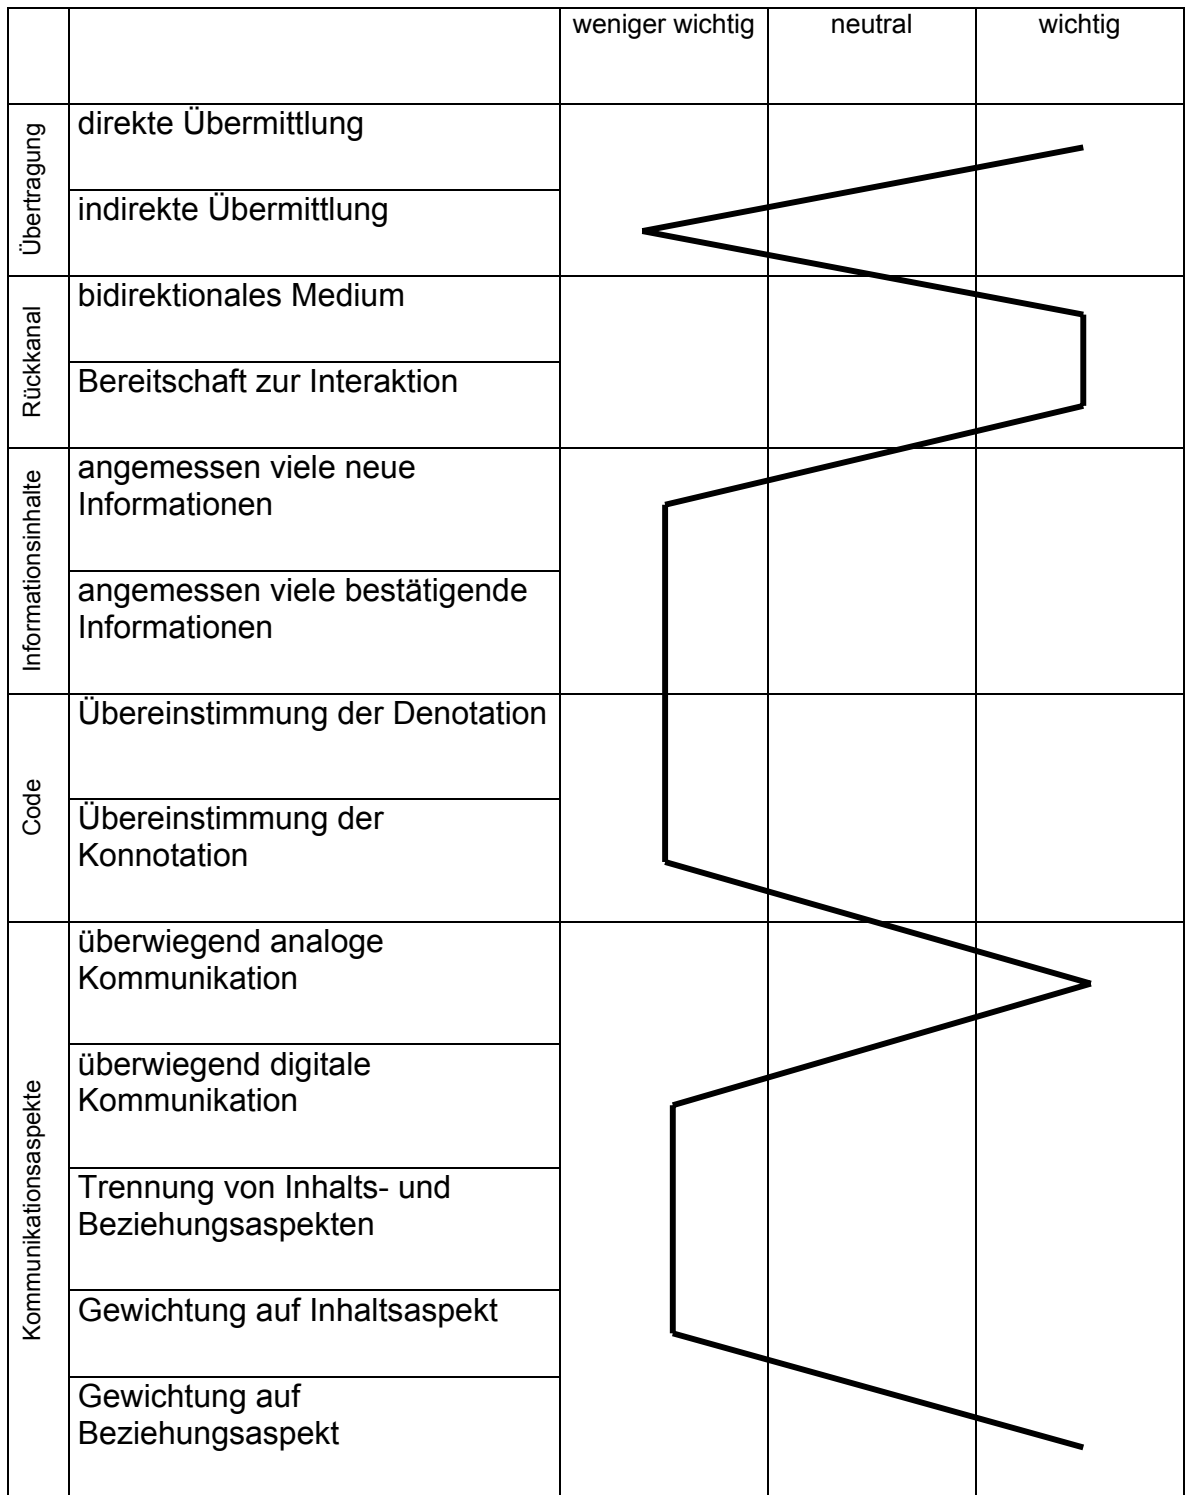 weniger wichtig
neutral
wichtig
Übertragung
direkte Übermittlung
indirekte Übermittlung
Rückkanal
bidirektionales Medium
Bereitschaft zur Interaktion
Informationsinhalte
angemessen viele neue
Informationen
angemessen viele bestätigende
Informationen
Code
Übereinstimmung der Denotation
Übereinstimmung der
Konnotation
Kommunikationsaspekte
überwiegend analoge
Kommunikation
überwiegend digitale
Kommunikation
Trennung von Inhalts- und
Beziehungsaspekten
Gewichtung auf Inhaltsaspekt
Gewichtung auf
Beziehungsaspekt